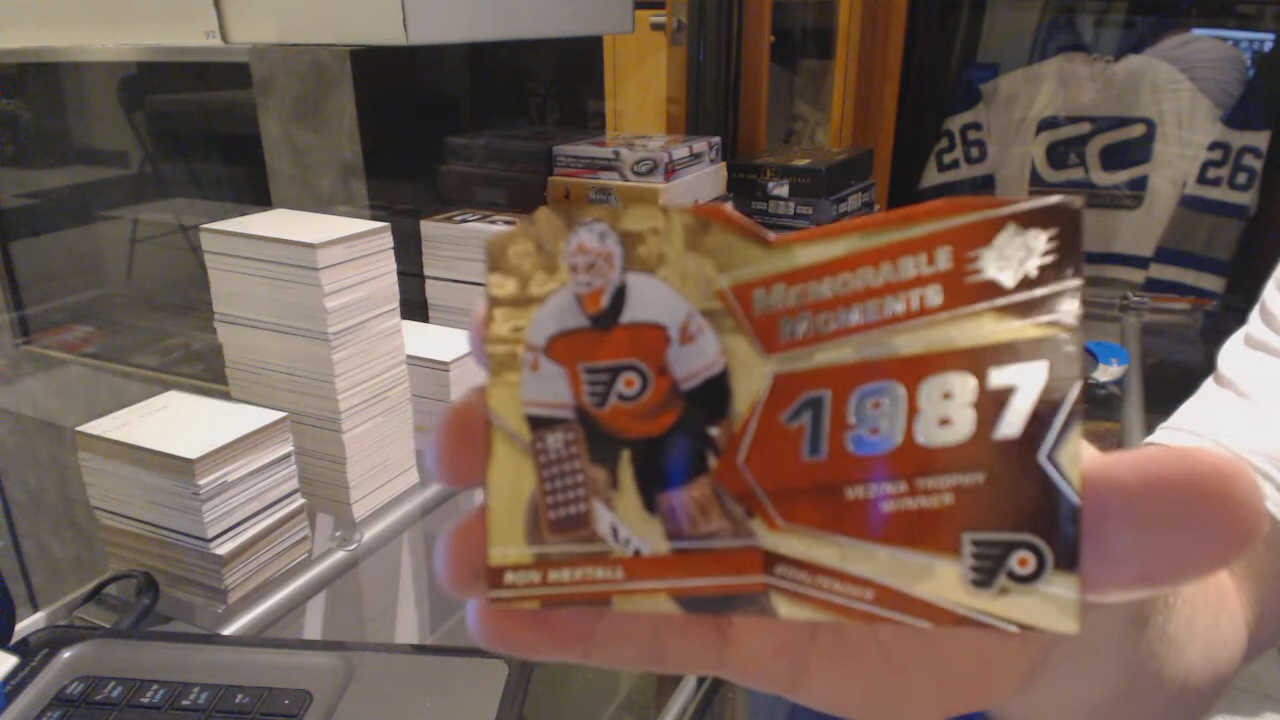 MEMORABLE
MOMENTS
1987
VEZINA TROPHY
WINNER
RON HEXTALL
GOALTENDER
26
C&C
26